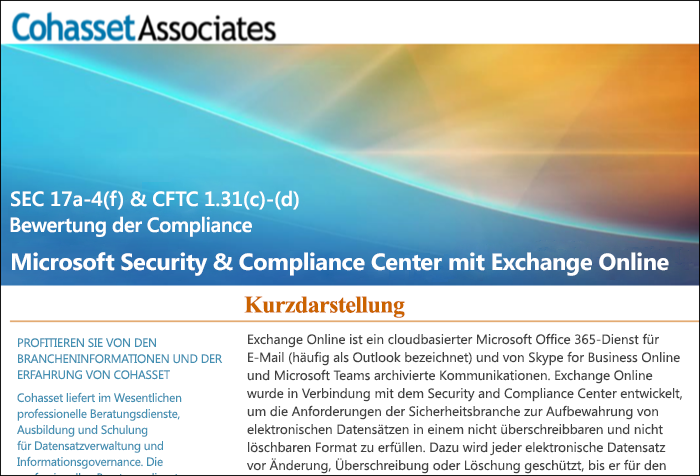 Cohasset Associates
SEC 17a-4(f) & CFTC 1.31(c)-(d)
Bewertung der Compliance
Microsoft Security & Compliance Center mit Exchange Online
Kurzdarstellung
PROFITIEREN SIE VON DEN
BRANCHENINFORMATIONEN UND DER
ERFAHRUNG VON COHASSET
Cohasset liefert im Wesentlichen
professionelle Beratungsdienste,
Ausbildung und Schulung
für Datensatzverwaltung und
Informationsgovernance. Die
Exchange Online ist ein cloudbasierter Microsoft Office 365-Dienst für
E-Mail (häufig als Outlook bezeichnet) und von Skype for Business Online
und Microsoft Teams archivierte Kommunikationen. Exchange Online
wurde in Verbindung mit dem Security and Compliance Center entwickelt,
um die Anforderungen der Sicherheitsbranche zur Aufbewahrung von
elektronischen Datensätzen in einem nicht überschreibbaren und nicht
löschbaren Format zu erfüllen. Dazu wird jeder elektronische Datensatz
vor Änderung, Überschreibung oder Löschung geschützt, bis er für den